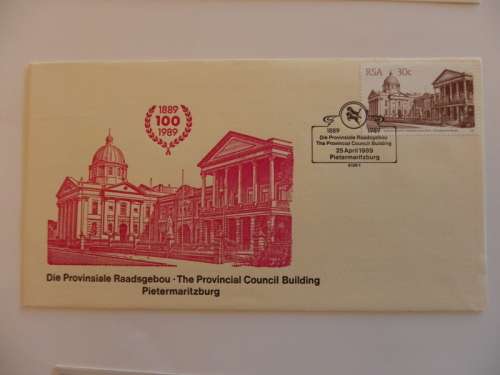 1889
100
1989
RSA 30c
1889 1989
Die Provinsiale Raadsgebou
The Provincial Council Building
25 April 1989
Pietermaritzburg
Die Provinsiale Raadsgebou · The Provincial Council Building
Pietermaritzburg